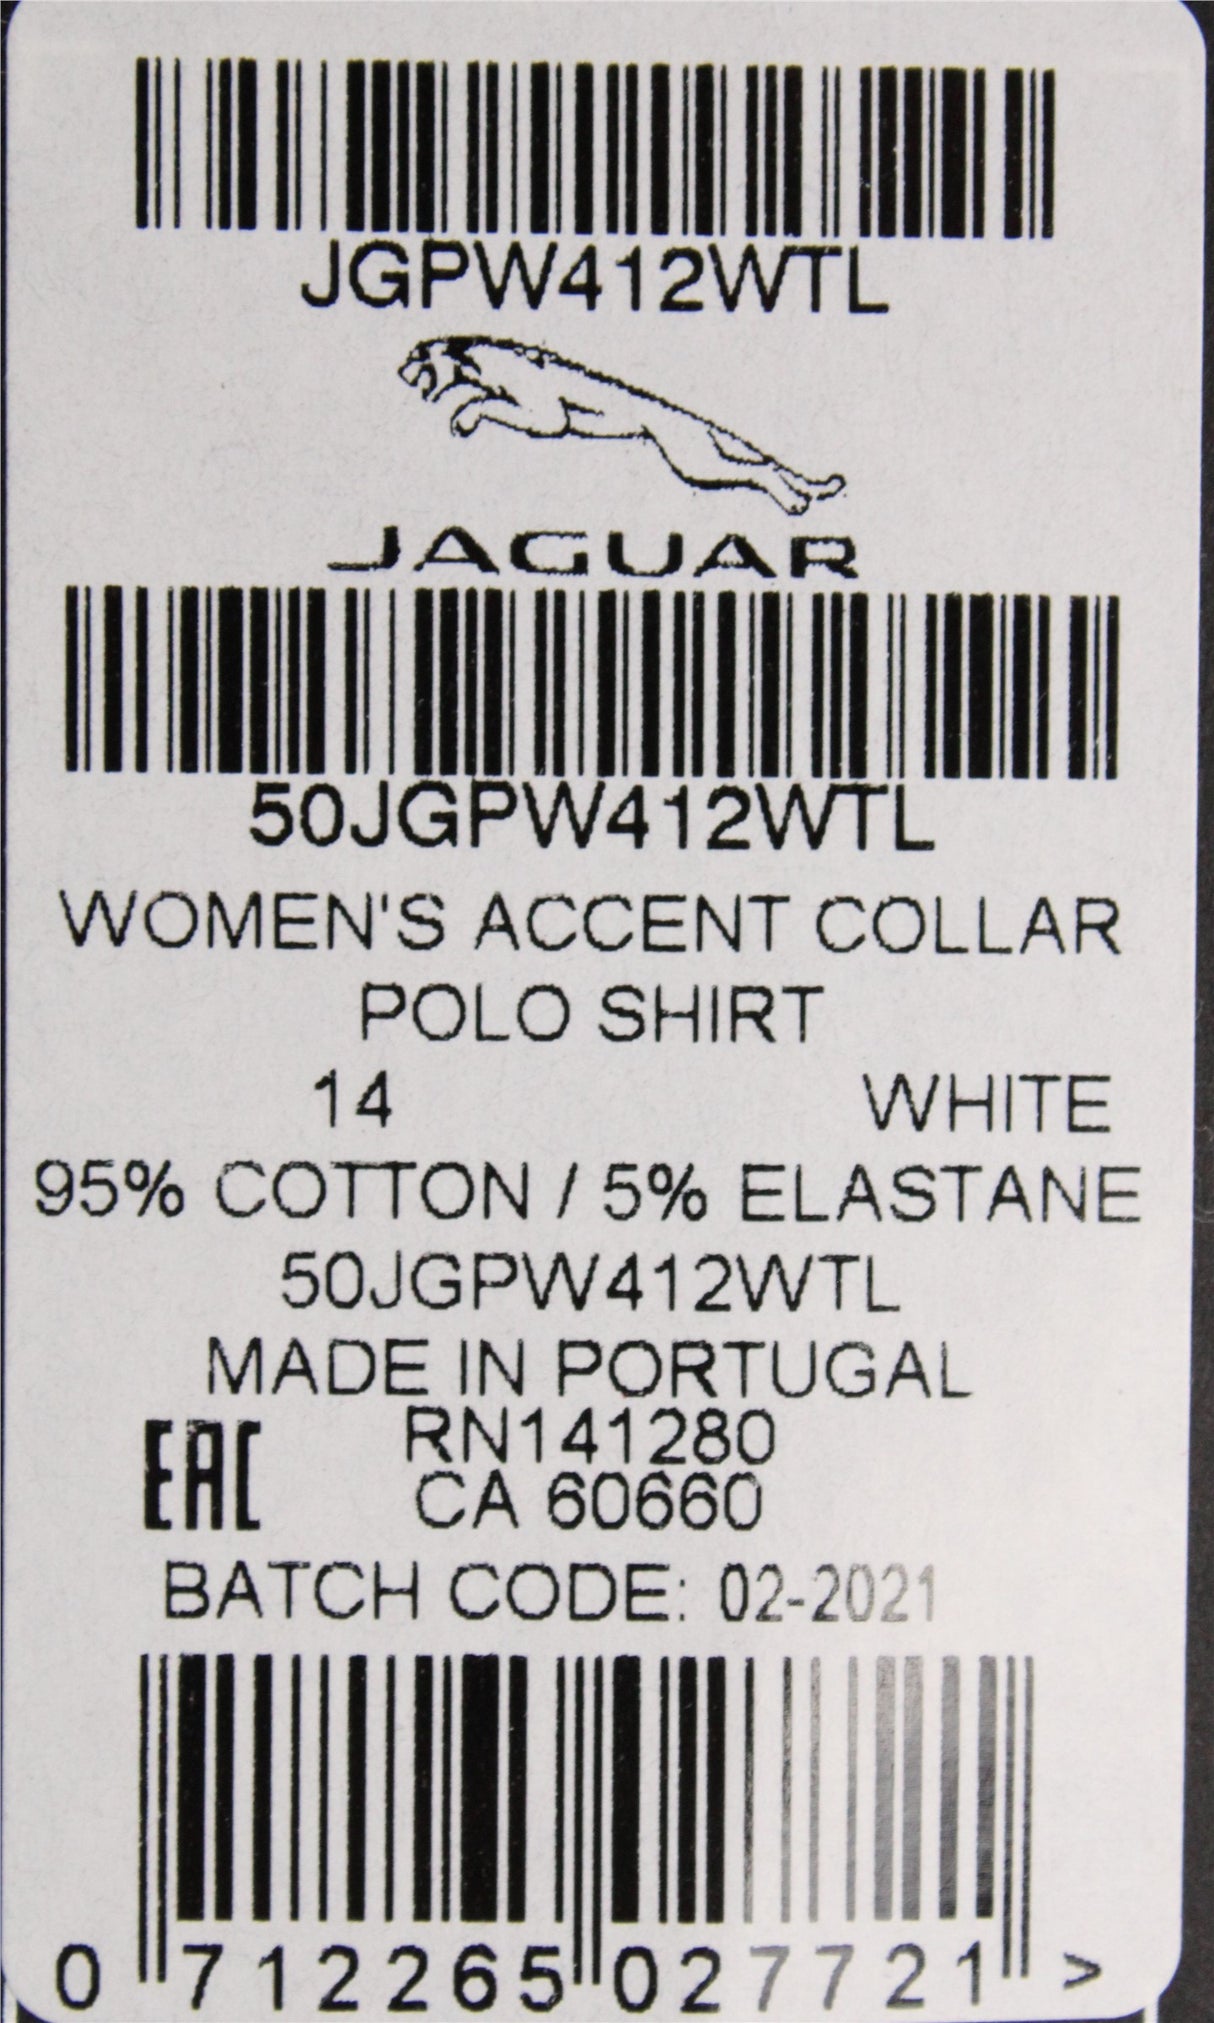 JGPW412WTL
JAGUAR
50JGPW412WTL
WOMEN'S ACCENT COLLAR
POLO SHIRT
14 WHITE
95% COTTON / 5% ELASTANE
50JGPW412WTL
MADE IN PORTUGAL
RN141280
EAC CA 60660
BATCH CODE: 02-2021
0 712265 027721 >